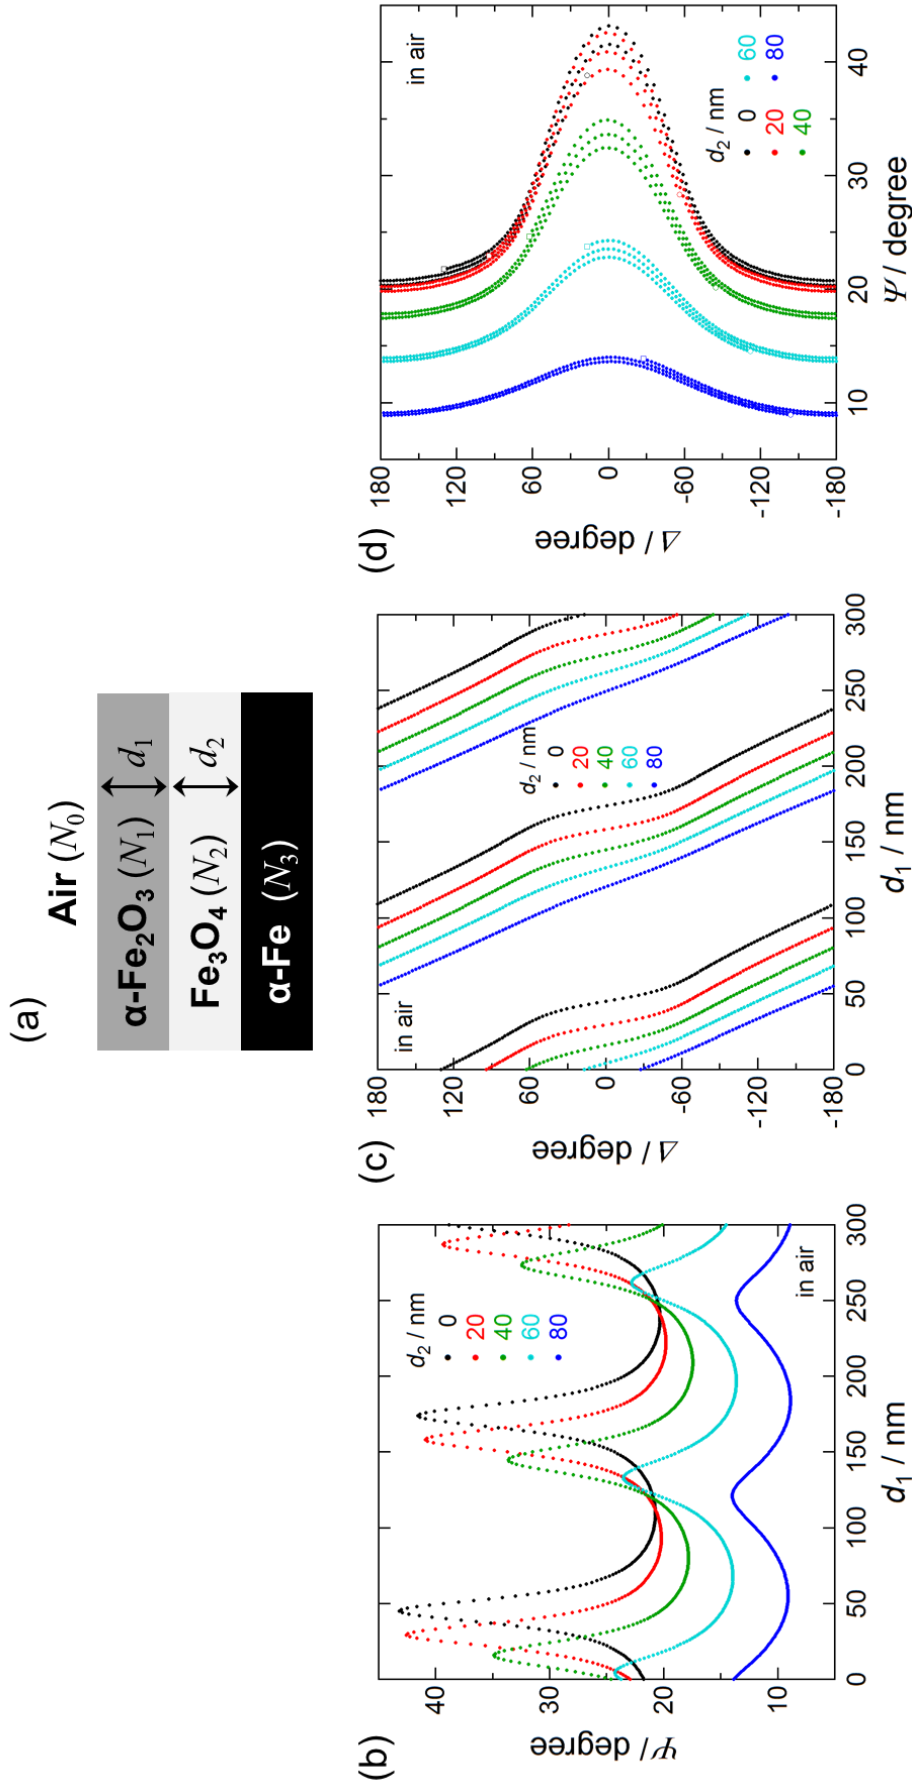 (a)
Air (N0)
α-Fe2O3 (N1) d1
Fe3O4 (N2) d2
α-Fe (N3)
(b)
Ψ / degree
40
30
20
10
0 50 100 150 200 250 300
d1 / nm
d2 / nm
0
20
40
60
80
in air
(c)
Δ / degree
180
120
60
0
-60
-120
-180
0 50 100 150 200 250 300
d1 / nm
in air
d2 / nm
0
20
40
60
80
(d)
Δ / degree
180
120
60
0
-60
-120
-180
10 20 30 40
Ψ / degree
in air
d2 / nm
0 60
20 80
40